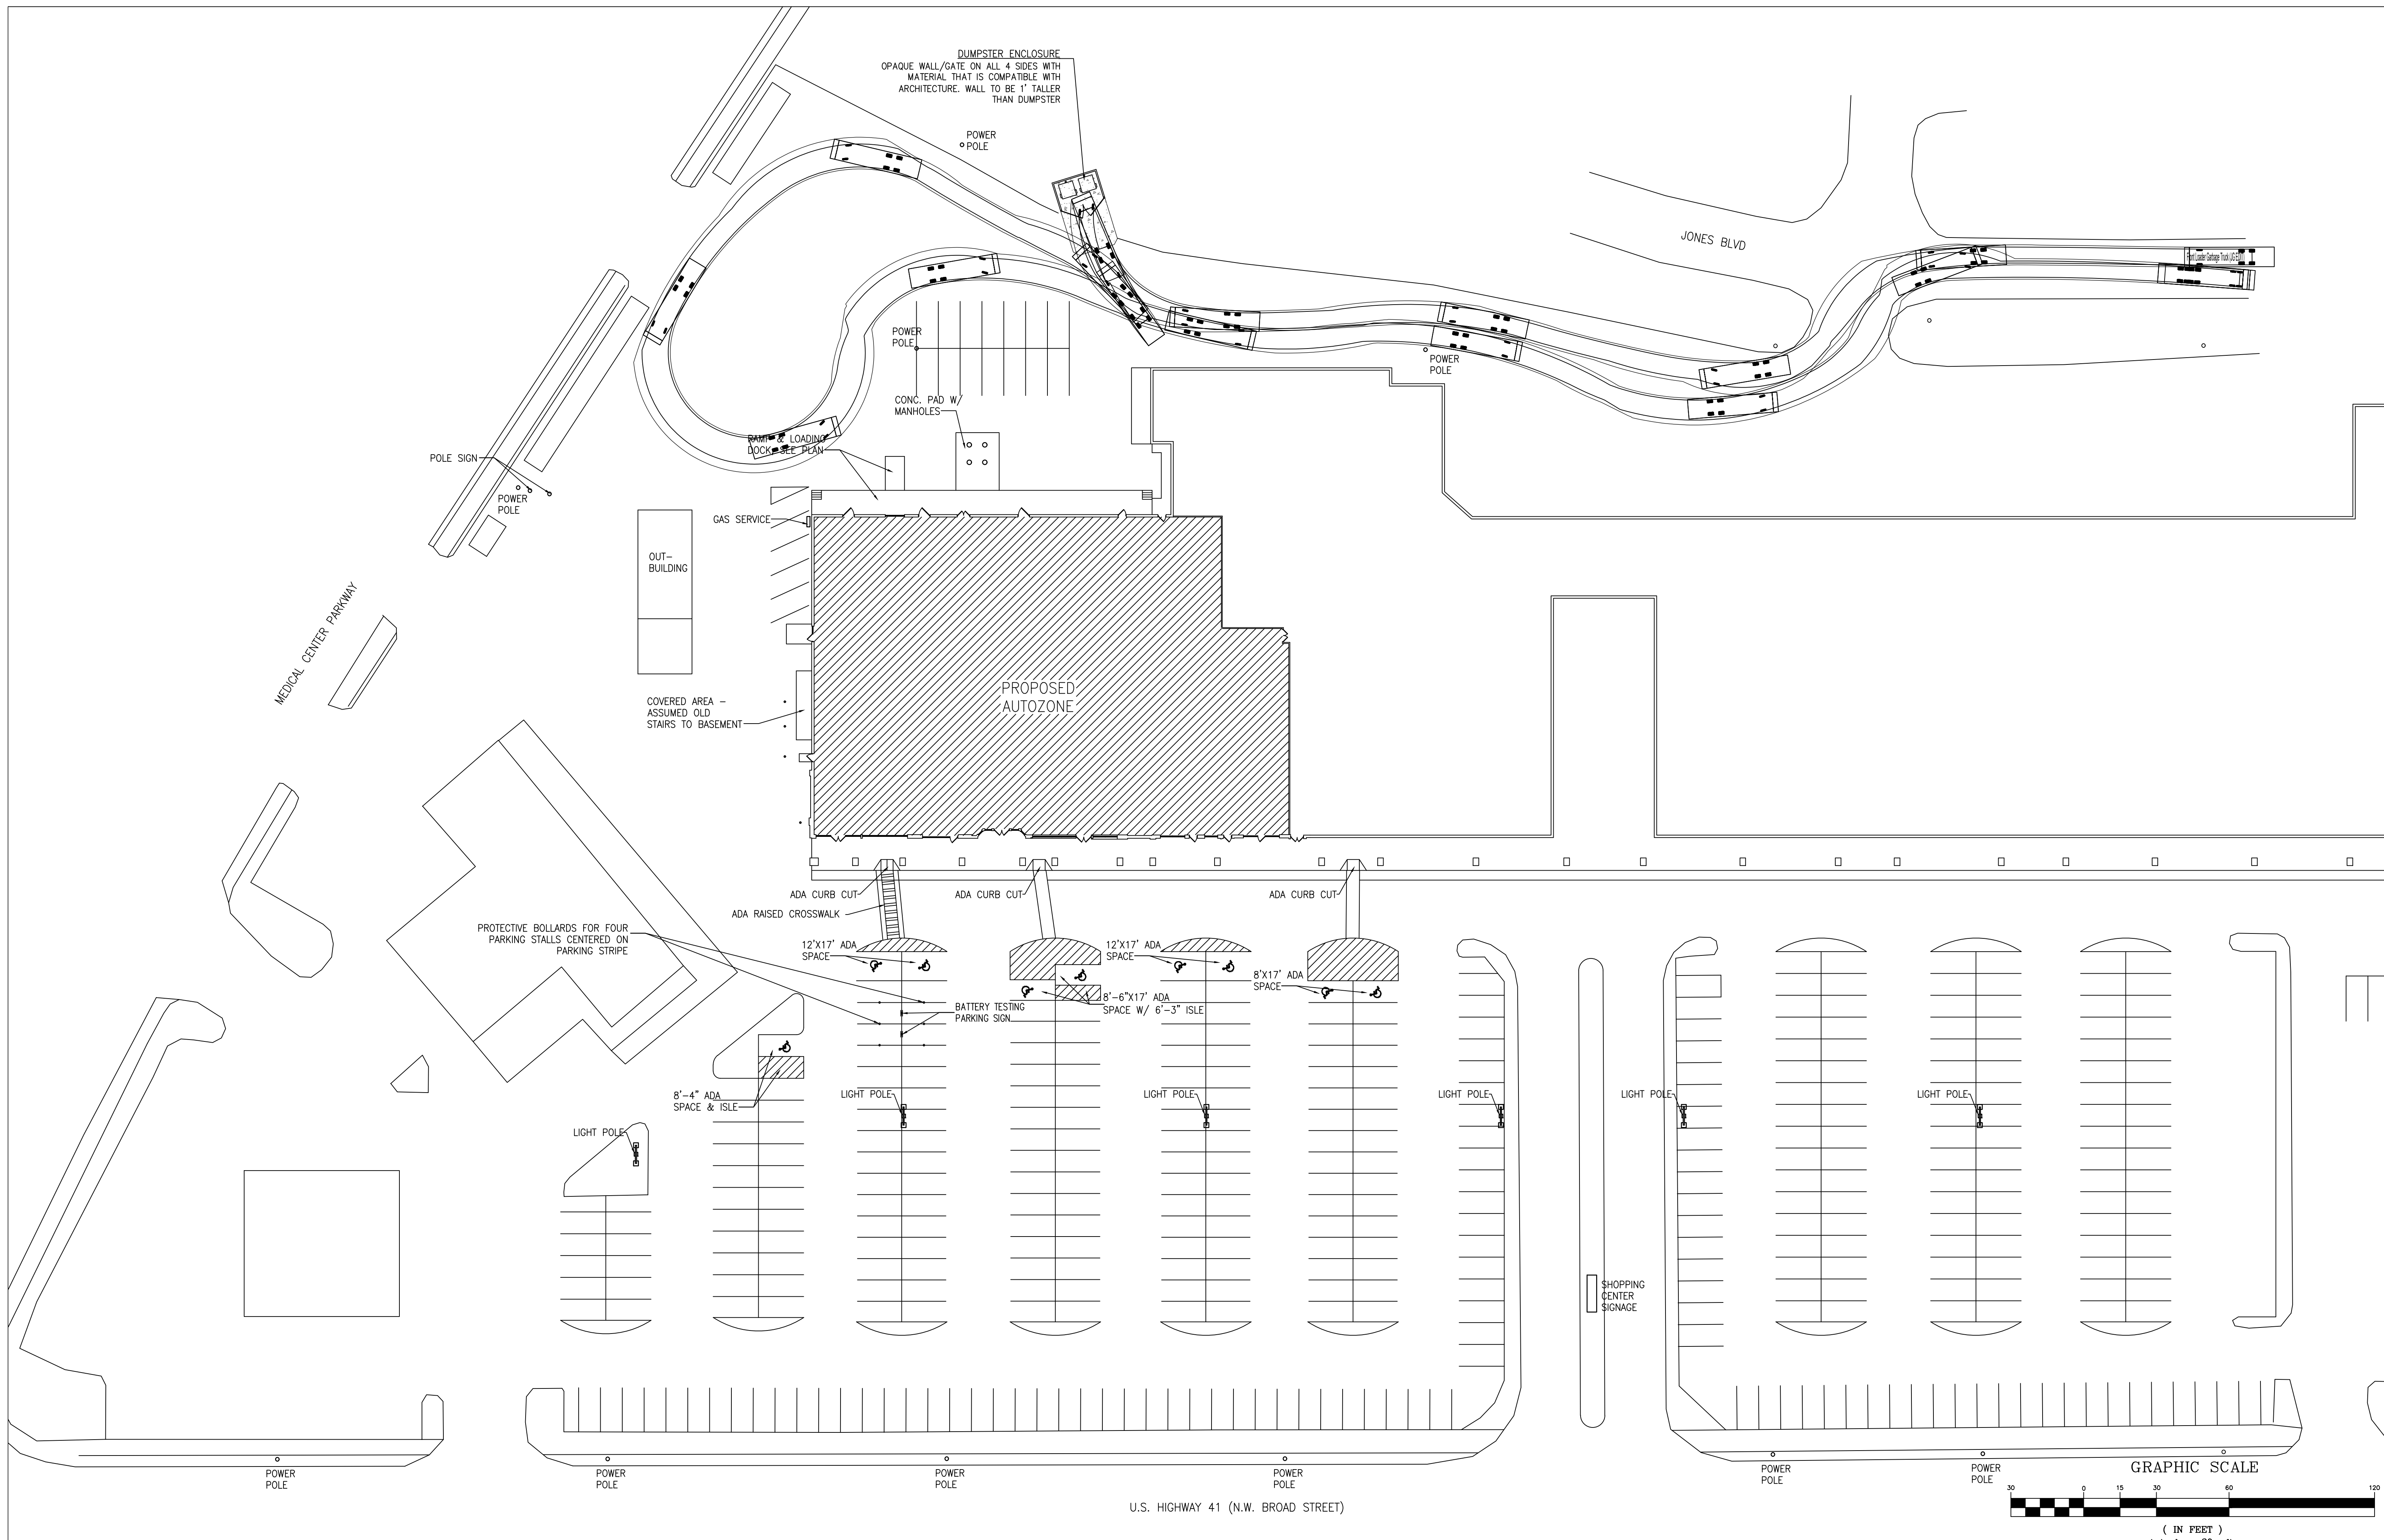 DUMPSTER ENCLOSURE
OPAQUE WALL/GATE ON ALL 4 SIDES WITH
MATERIAL THAT IS COMPATIBLE WITH
ARCHITECTURE. WALL TO BE 1' TALLER
THAN DUMPSTER
POWER
POLE
JONES BLVD
Front Loader Garbage Truck
POWER
POLE
POWER
POLE
CONC. PAD W/
MANHOLES
RAMP & LOADING
DOCK, SEE PLAN
POLE SIGN
POWER
POLE
GAS SERVICE
OUT-
BUILDING
MEDICAL CENTER PARKWAY
COVERED AREA -
ASSUMED OLD
STAIRS TO BASEMENT
PROPOSED
AUTOZONE
ADA CURB CUT
ADA CURB CUT
ADA CURB CUT
ADA RAISED CROSSWALK
PROTECTIVE BOLLARDS FOR FOUR
PARKING STALLS CENTERED ON
PARKING STRIPE
12'X17' ADA
SPACE
12'X17' ADA
SPACE
8'X17' ADA
SPACE
8'-6"X17' ADA
SPACE W/ 6'-3" ISLE
BATTERY TESTING
PARKING SIGN
8'-4" ADA
SPACE & ISLE
LIGHT POLE
LIGHT POLE
LIGHT POLE
LIGHT POLE
LIGHT POLE
LIGHT POLE
SHOPPING
CENTER
SIGNAGE
POWER
POLE
POWER
POLE
POWER
POLE
POWER
POLE
POWER
POLE
POWER
POLE
U.S. HIGHWAY 41 (N.W. BROAD STREET)
GRAPHIC SCALE
30 0 15 30 60 120
( IN FEET )